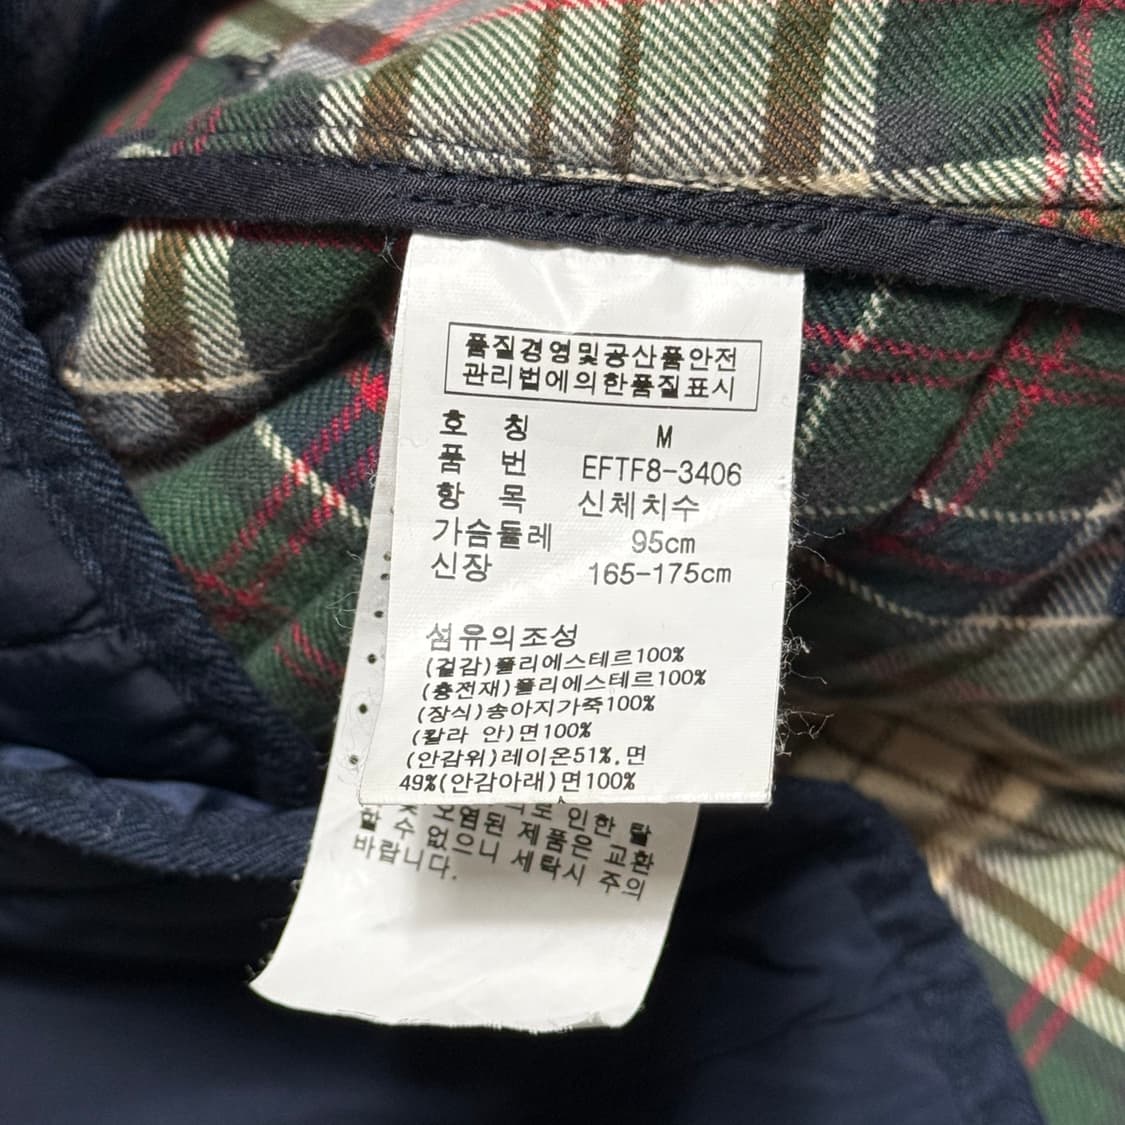 품질경영및공산품안전
관리법에의한품질표시
호 칭 M
품 번 EFTF8-3406
항 목 신체치수
가슴둘레 95cm
신장 165-175cm
섬유의조성
(겉감)폴리에스테르100%
(충전재)폴리에스테르100%
(장식)송아지가죽100%
(칼라 안)면100%
(안감위)레이온51%,면
49%(안감아래)면100%
인한 탈
오염된 제품은 교환
할 수 없으니 세탁시 주의
바랍니다.